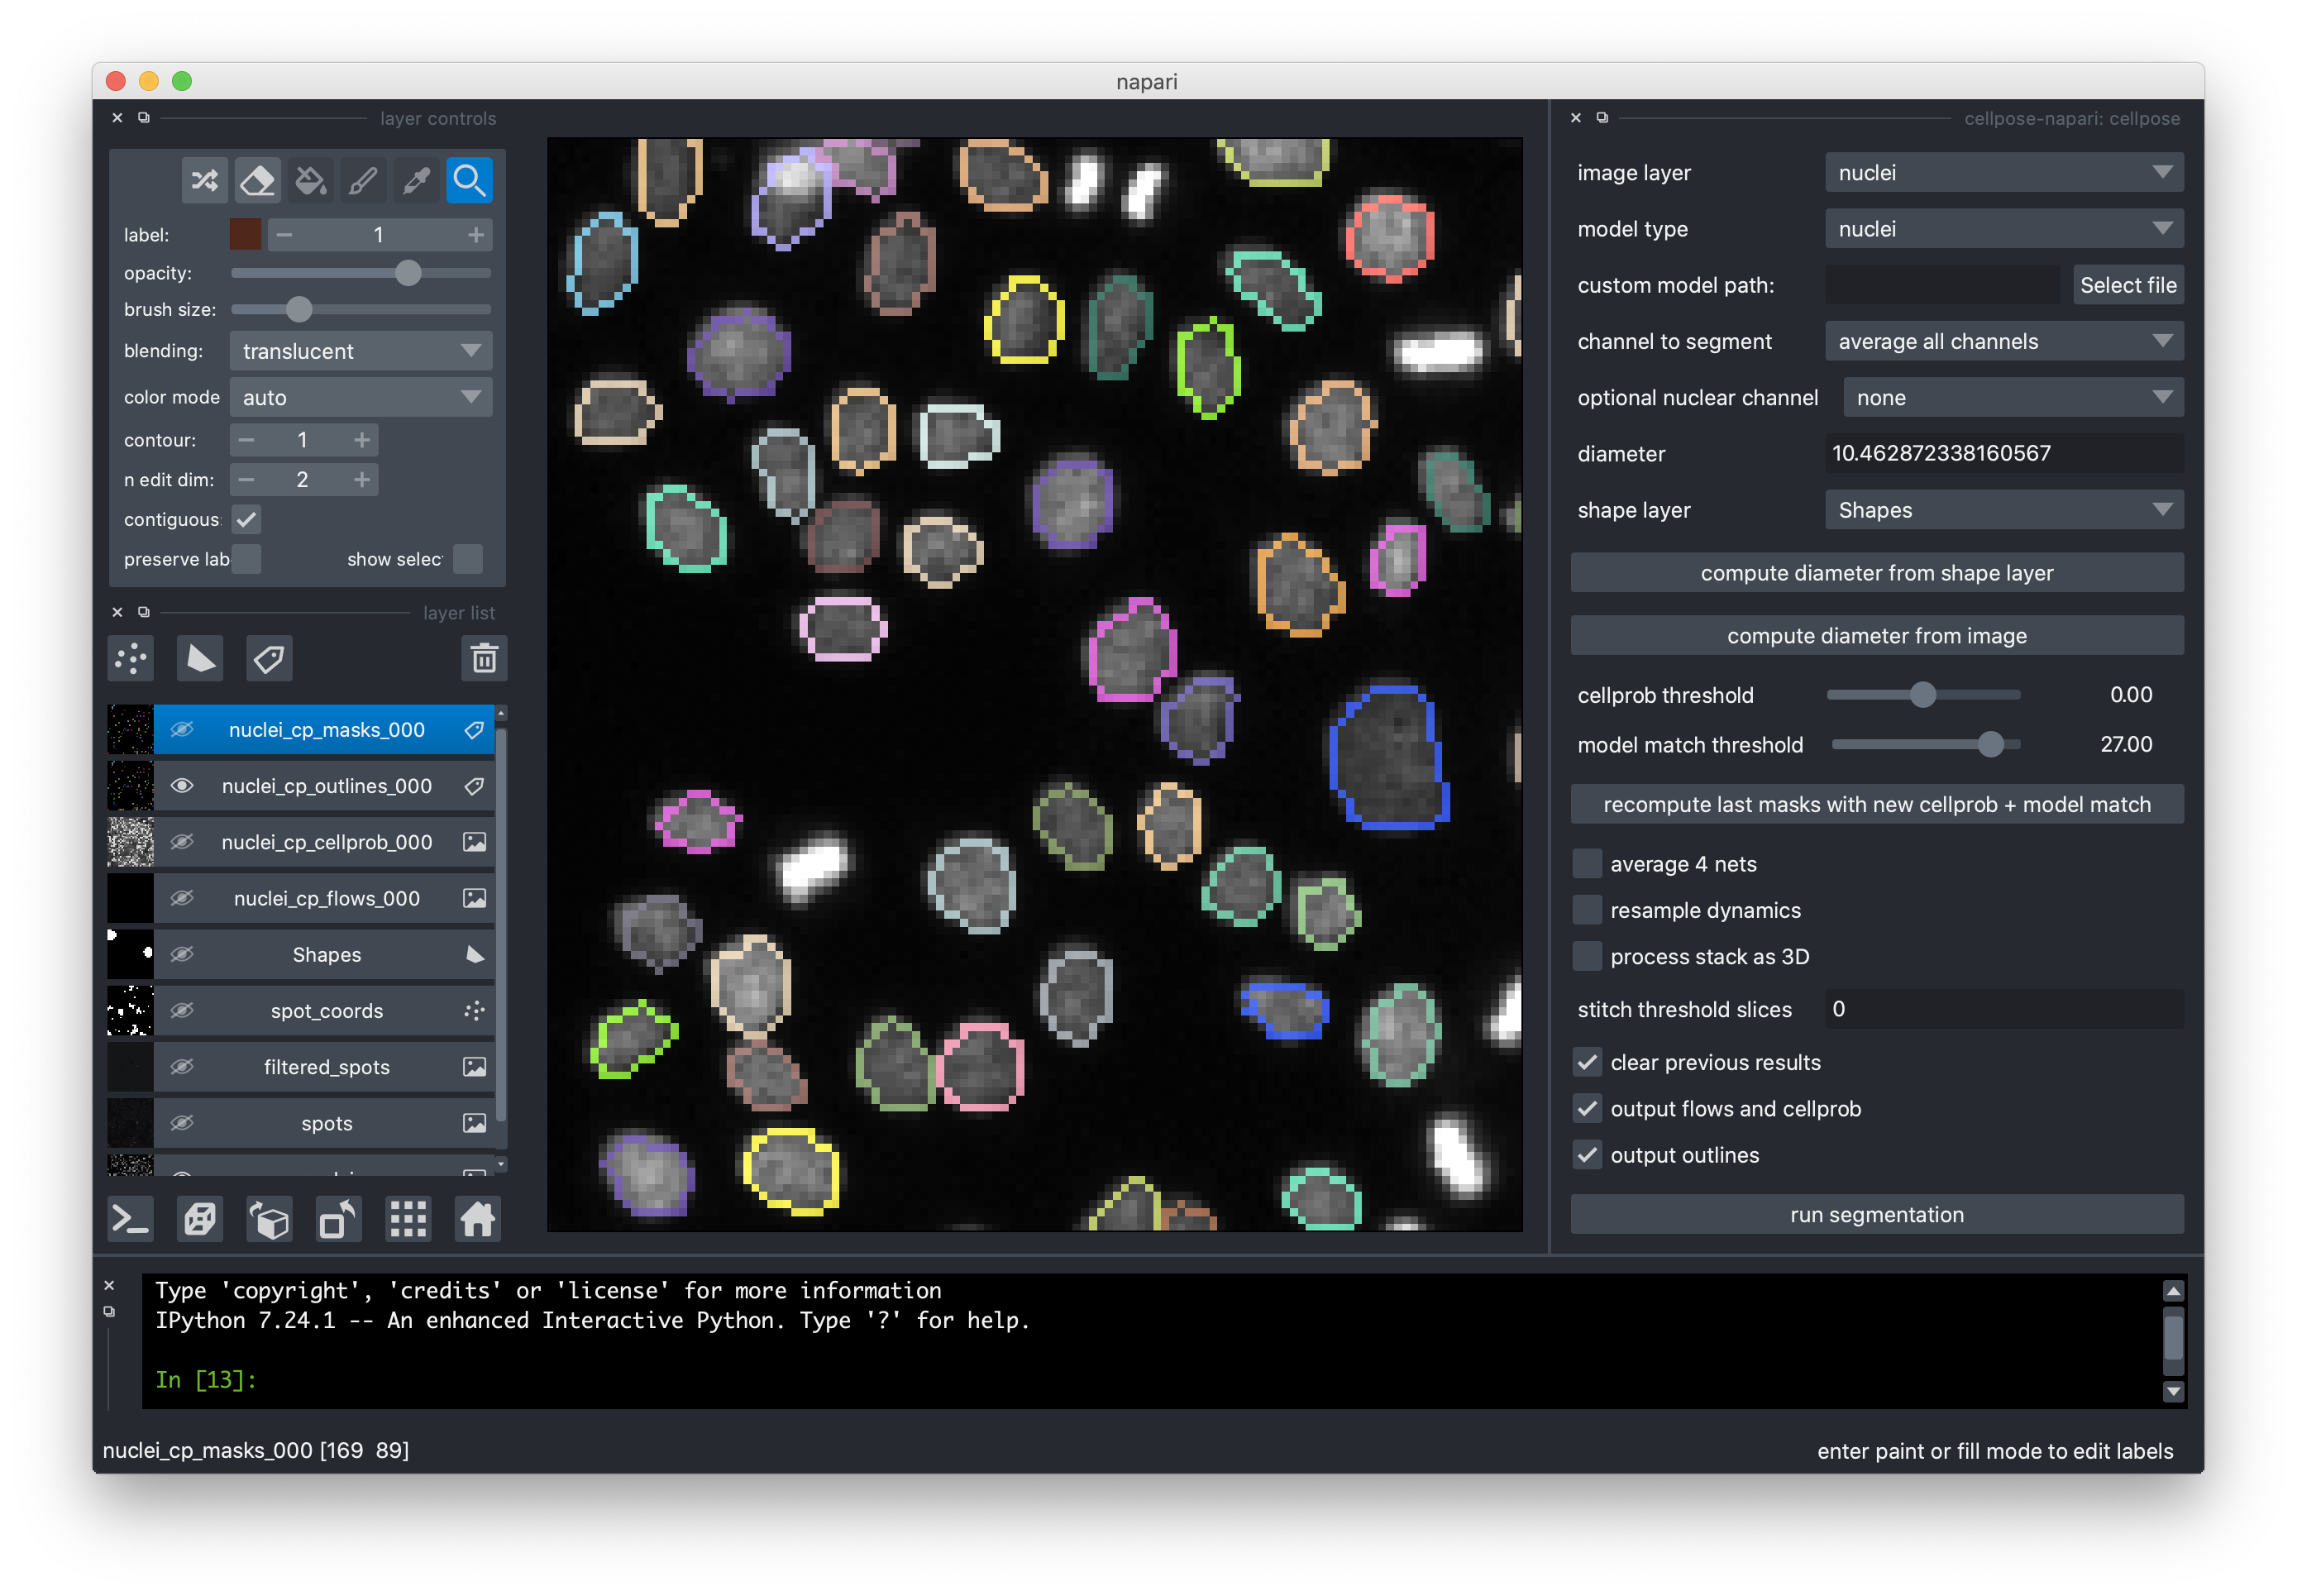 napari
layer controls
label:
1
opacity:
brush size:
blending:
translucent
color mode
auto
contour:
1
n edit dim:
2
contiguous:
preserve lab
show selec
layer list
nuclei_cp_masks_000
nuclei_cp_outlines_000
nuclei_cp_cellprob_000
nuclei_cp_flows_000
Shapes
spot_coords
filtered_spots
spots
cellpose-napari: cellpose
image layer
nuclei
model type
nuclei
custom model path:
Select file
channel to segment
average all channels
optional nuclear channel
none
diameter
10.462872338160567
shape layer
Shapes
compute diameter from shape layer
compute diameter from image
cellprob threshold
0.00
model match threshold
27.00
recompute last masks with new cellprob + model match
average 4 nets
resample dynamics
process stack as 3D
stitch threshold slices
0
clear previous results
output flows and cellprob
output outlines
run segmentation
Type 'copyright', 'credits' or 'license' for more information
IPython 7.24.1 -- An enhanced Interactive Python. Type '?' for help.
In [13]:
nuclei_cp_masks_000 [169 89]
enter paint or fill mode to edit labels